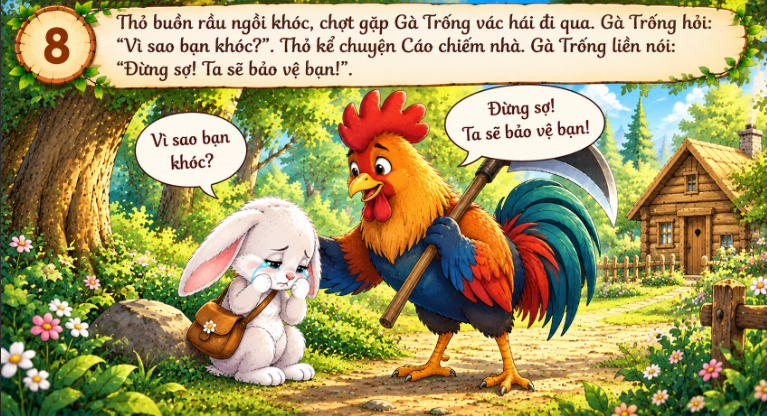 8
Thỏ buồn rầu ngồi khóc, chợt gặp Gà Trống vác hái đi qua. Gà Trống hỏi:
“Vì sao bạn khóc?”. Thỏ kể chuyện Cáo chiếm nhà. Gà Trống liền nói:
“Đừng sợ! Ta sẽ bảo vệ bạn!”.
Vì sao bạn
khóc?
Đừng sợ!
Ta sẽ bảo vệ bạn!